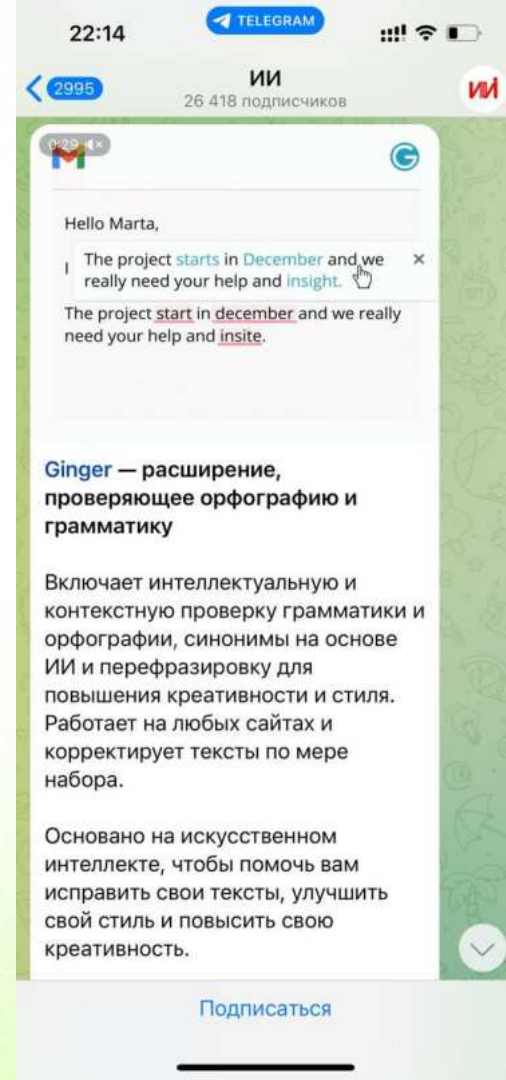 22:14
TELEGRAM
2995
ИИ
26 418 подписчиков
ИИ
0:29
Hello Marta,
I
The project starts in December and we
really need your help and insight.
The project start in december and we really
need your help and insite.
Ginger — расширение,
проверяющее орфографию и
грамматику
Включает интеллектуальную и
контекстную проверку грамматики и
орфографии, синонимы на основе
ИИ и перефразировку для
повышения креативности и стиля.
Работает на любых сайтах и
корректирует тексты по мере
набора.
Основано на искусственном
интеллекте, чтобы помочь вам
исправить свои тексты, улучшить
свой стиль и повысить свою
креативность.
Подписаться